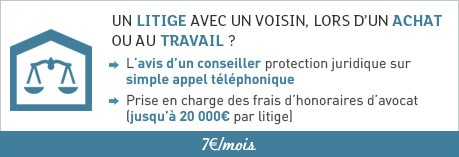 UN LITIGE AVEC UN VOISIN, LORS D'UN ACHAT
OU AU TRAVAIL ?
L'avis d'un conseiller protection juridique sur
simple appel téléphonique
Prise en charge des frais d'honoraires d'avocat
(jusqu'à 20 000€ par litige)
7€/mois